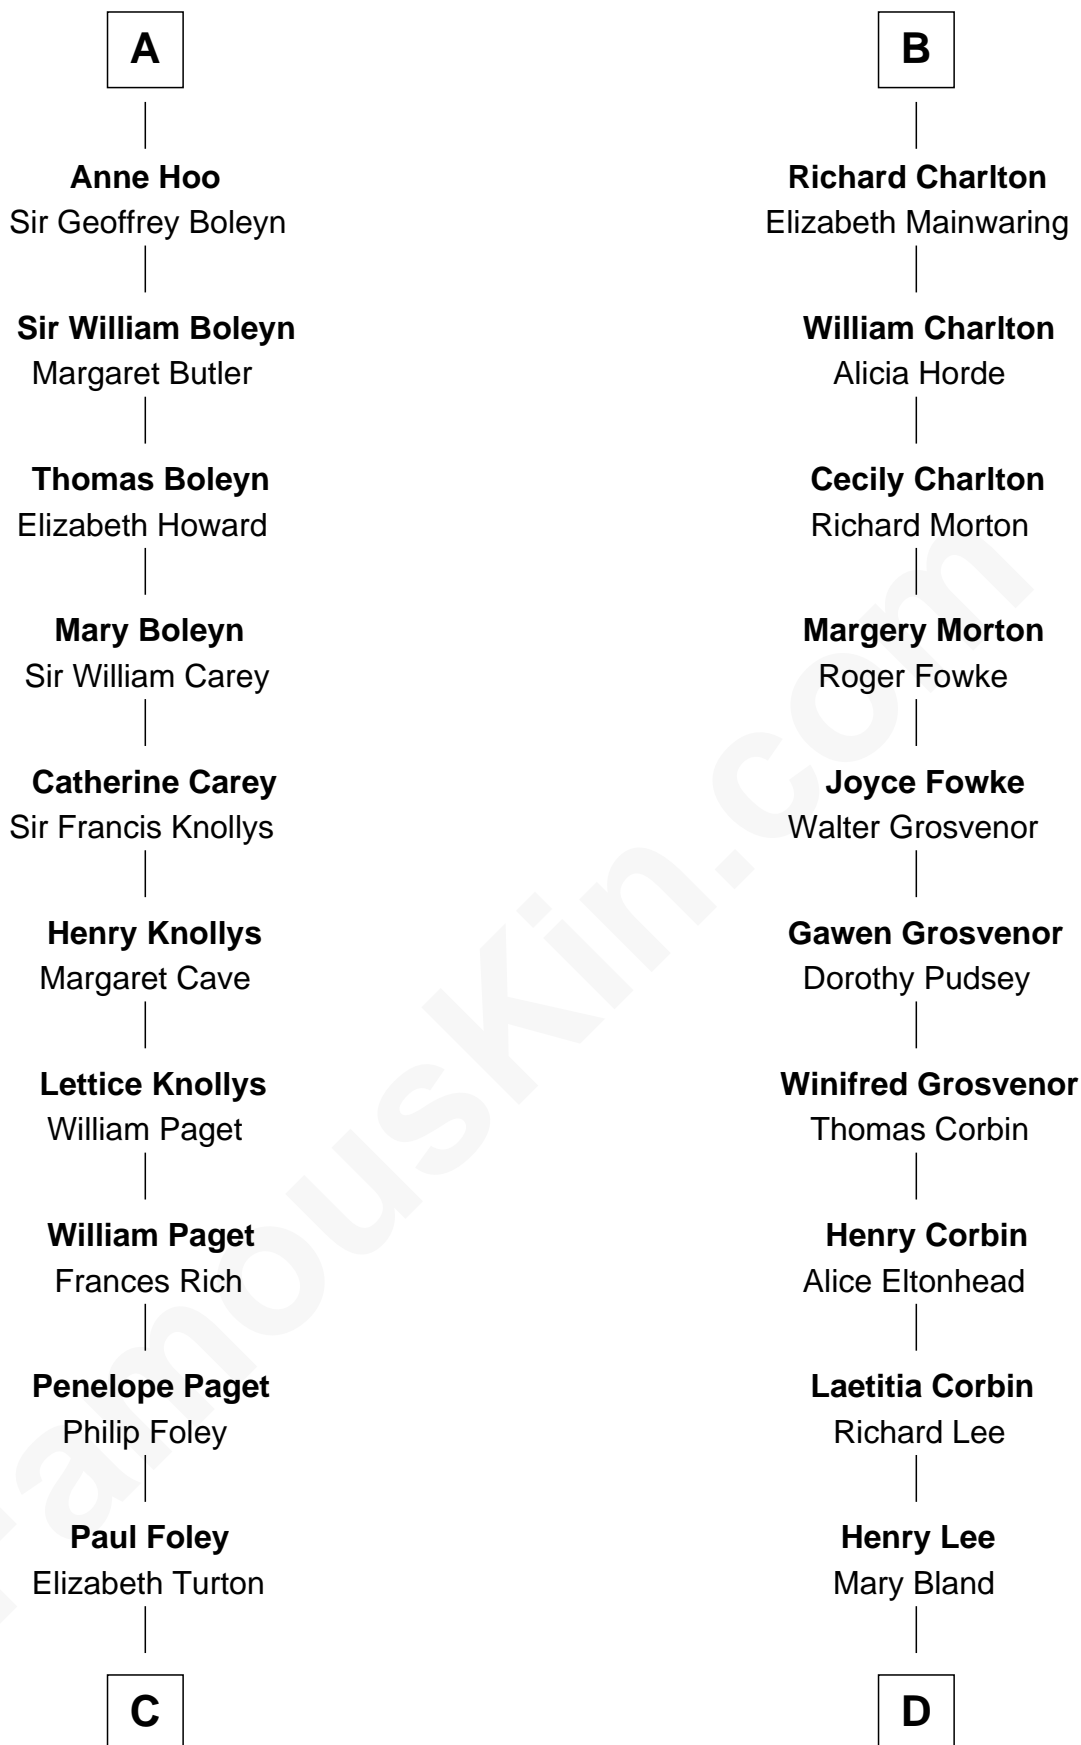 A
Anne Hoo
Sir Geoffrey Boleyn
Sir William Boleyn
Margaret Butler
Thomas Boleyn
Elizabeth Howard
Mary Boleyn
Sir William Carey
Catherine Carey
Sir Francis Knollys
Henry Knollys
Margaret Cave
Lettice Knollys
William Paget
William Paget
Frances Rich
Penelope Paget
Philip Foley
Paul Foley
Elizabeth Turton
C
B
Richard Charlton
Elizabeth Mainwaring
William Charlton
Alicia Horde
Cecily Charlton
Richard Morton
Margery Morton
Roger Fowke
Joyce Fowke
Walter Grosvenor
Gawen Grosvenor
Dorothy Pudsey
Winifred Grosvenor
Thomas Corbin
Henry Corbin
Alice Eltonhead
Laetitia Corbin
Richard Lee
Henry Lee
Mary Bland
D
FamousKin.com